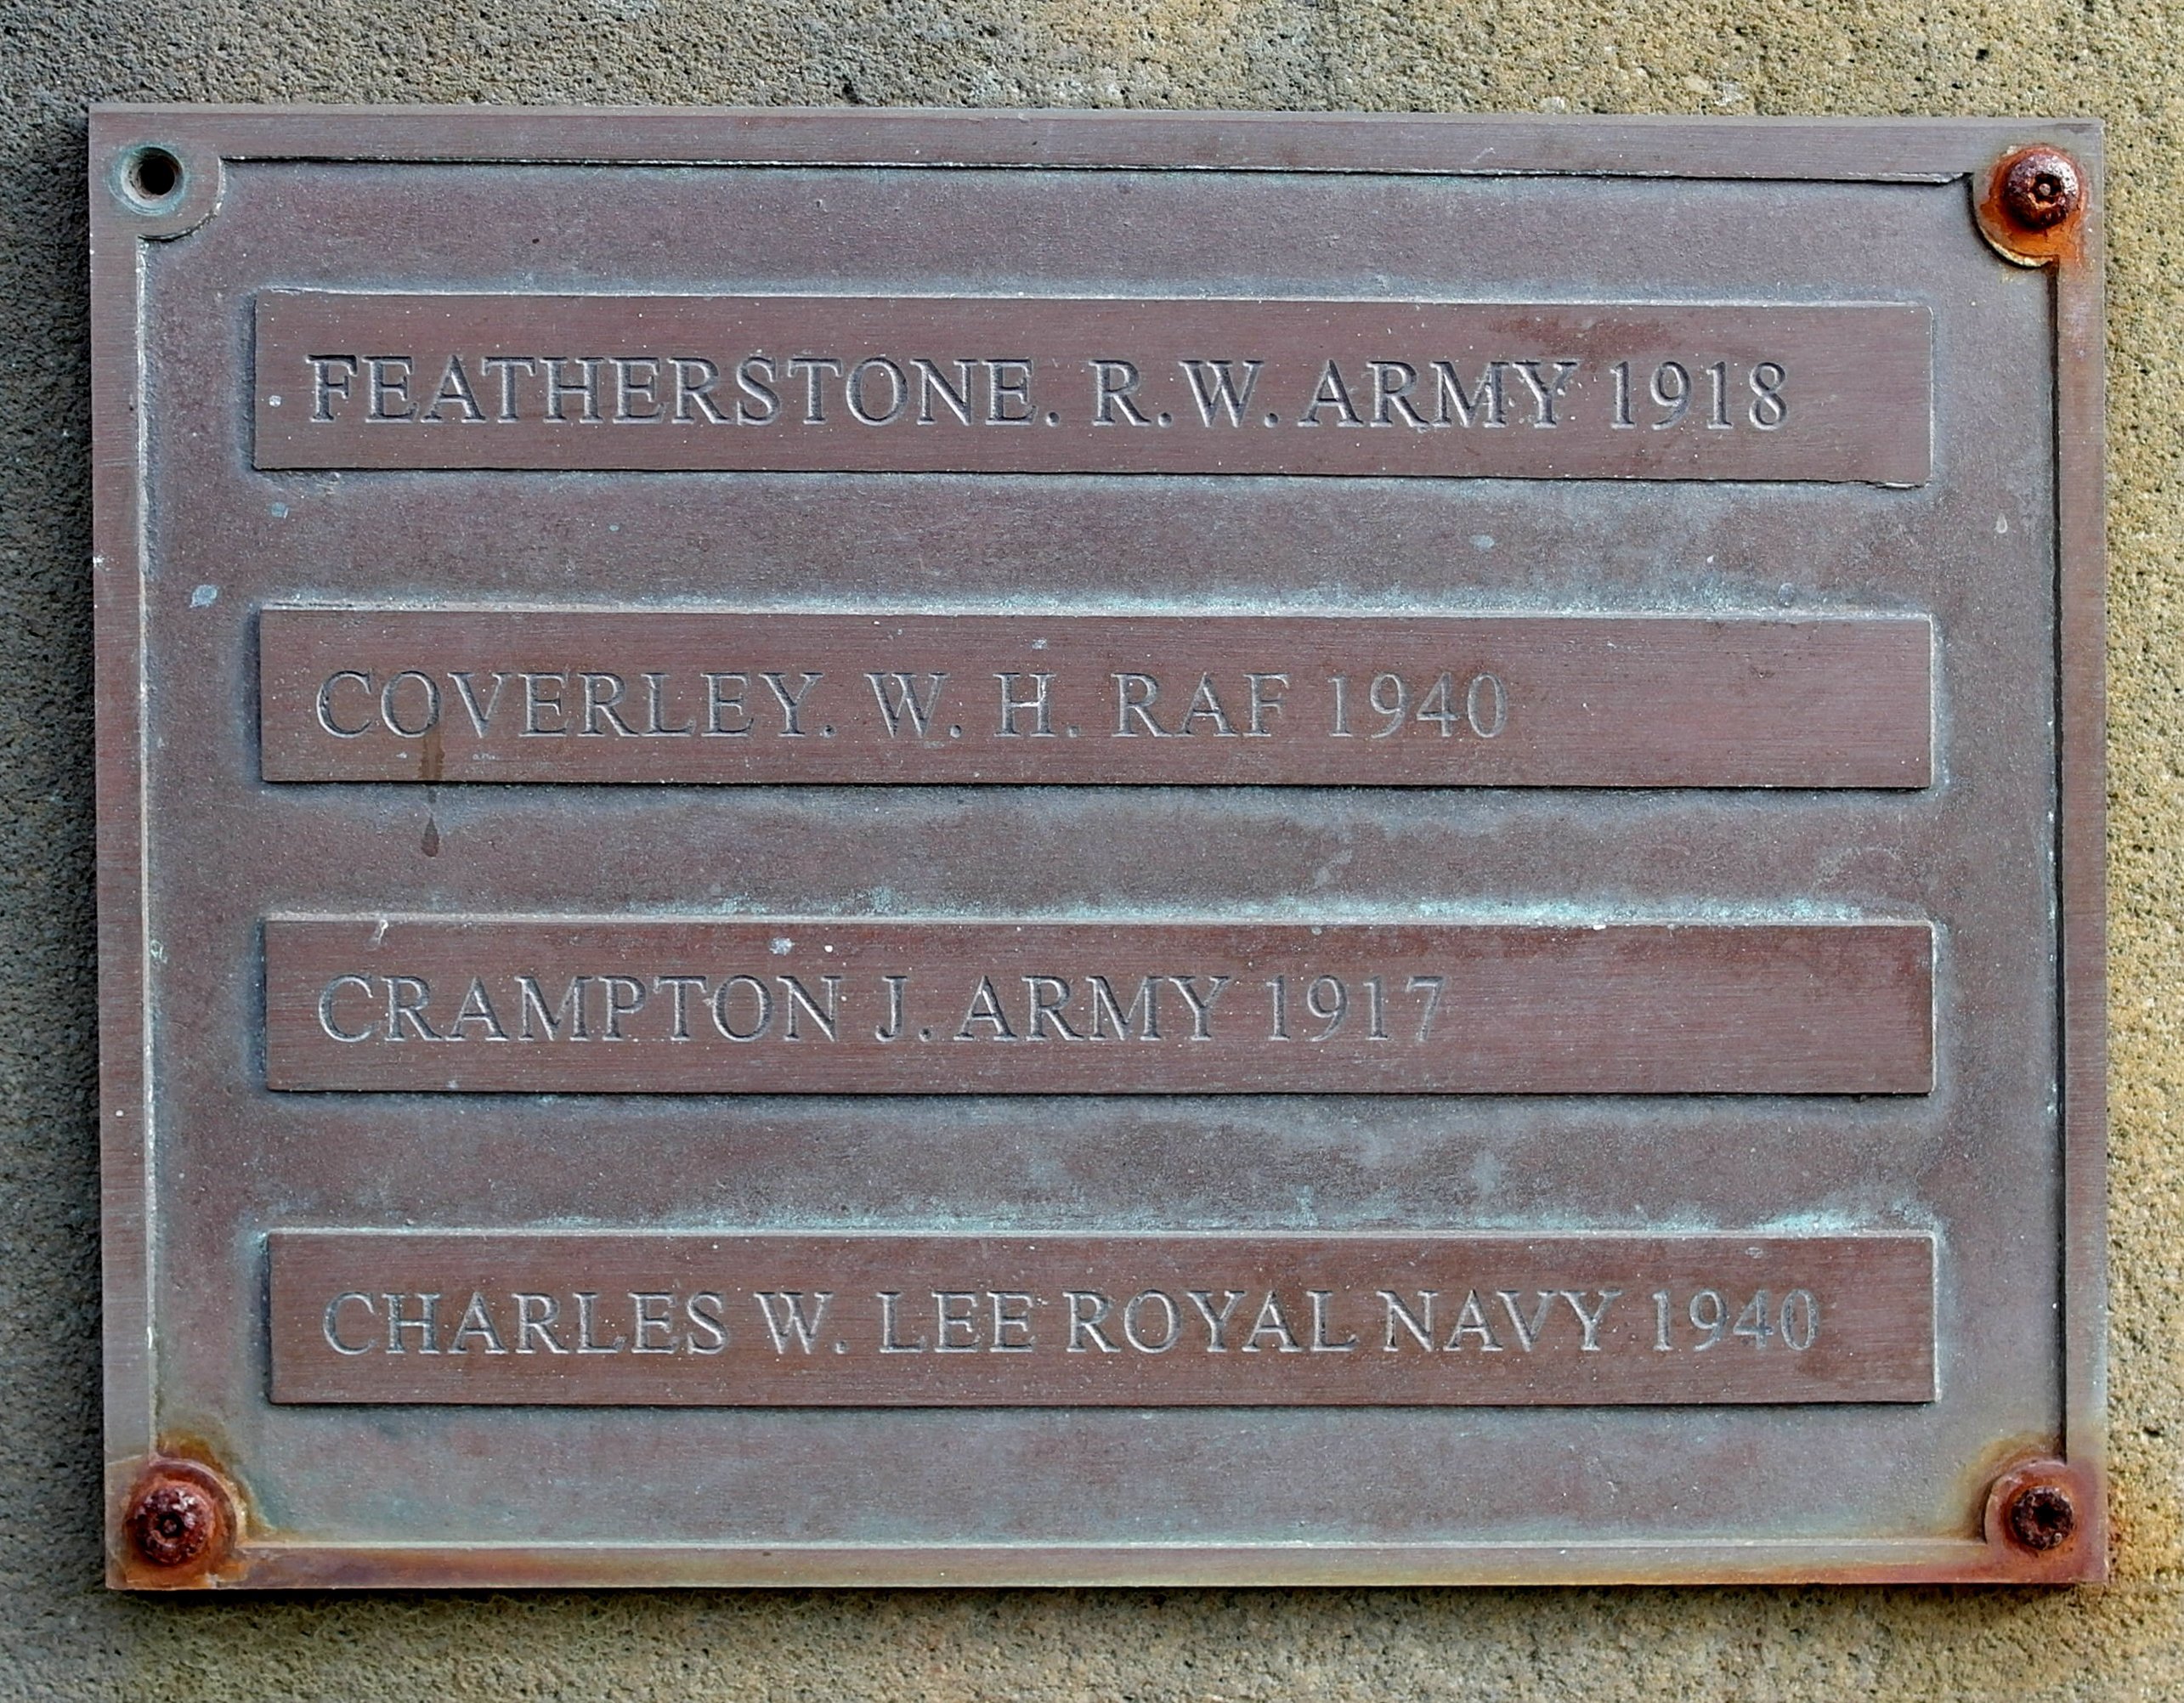 FEATHERSTONE. R.W. ARMY 1918
COVERLEY. W. H. RAF 1940
CRAMPTON J. ARMY 1917
CHARLES W. LEE ROYAL NAVY 1940